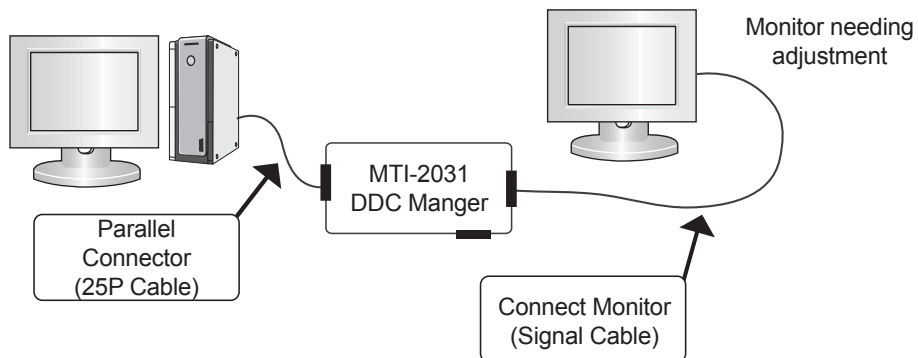 Monitor needing
adjustment
MTI-2031
DDC Manger
Parallel
Connector
(25P Cable)
Connect Monitor
(Signal Cable)